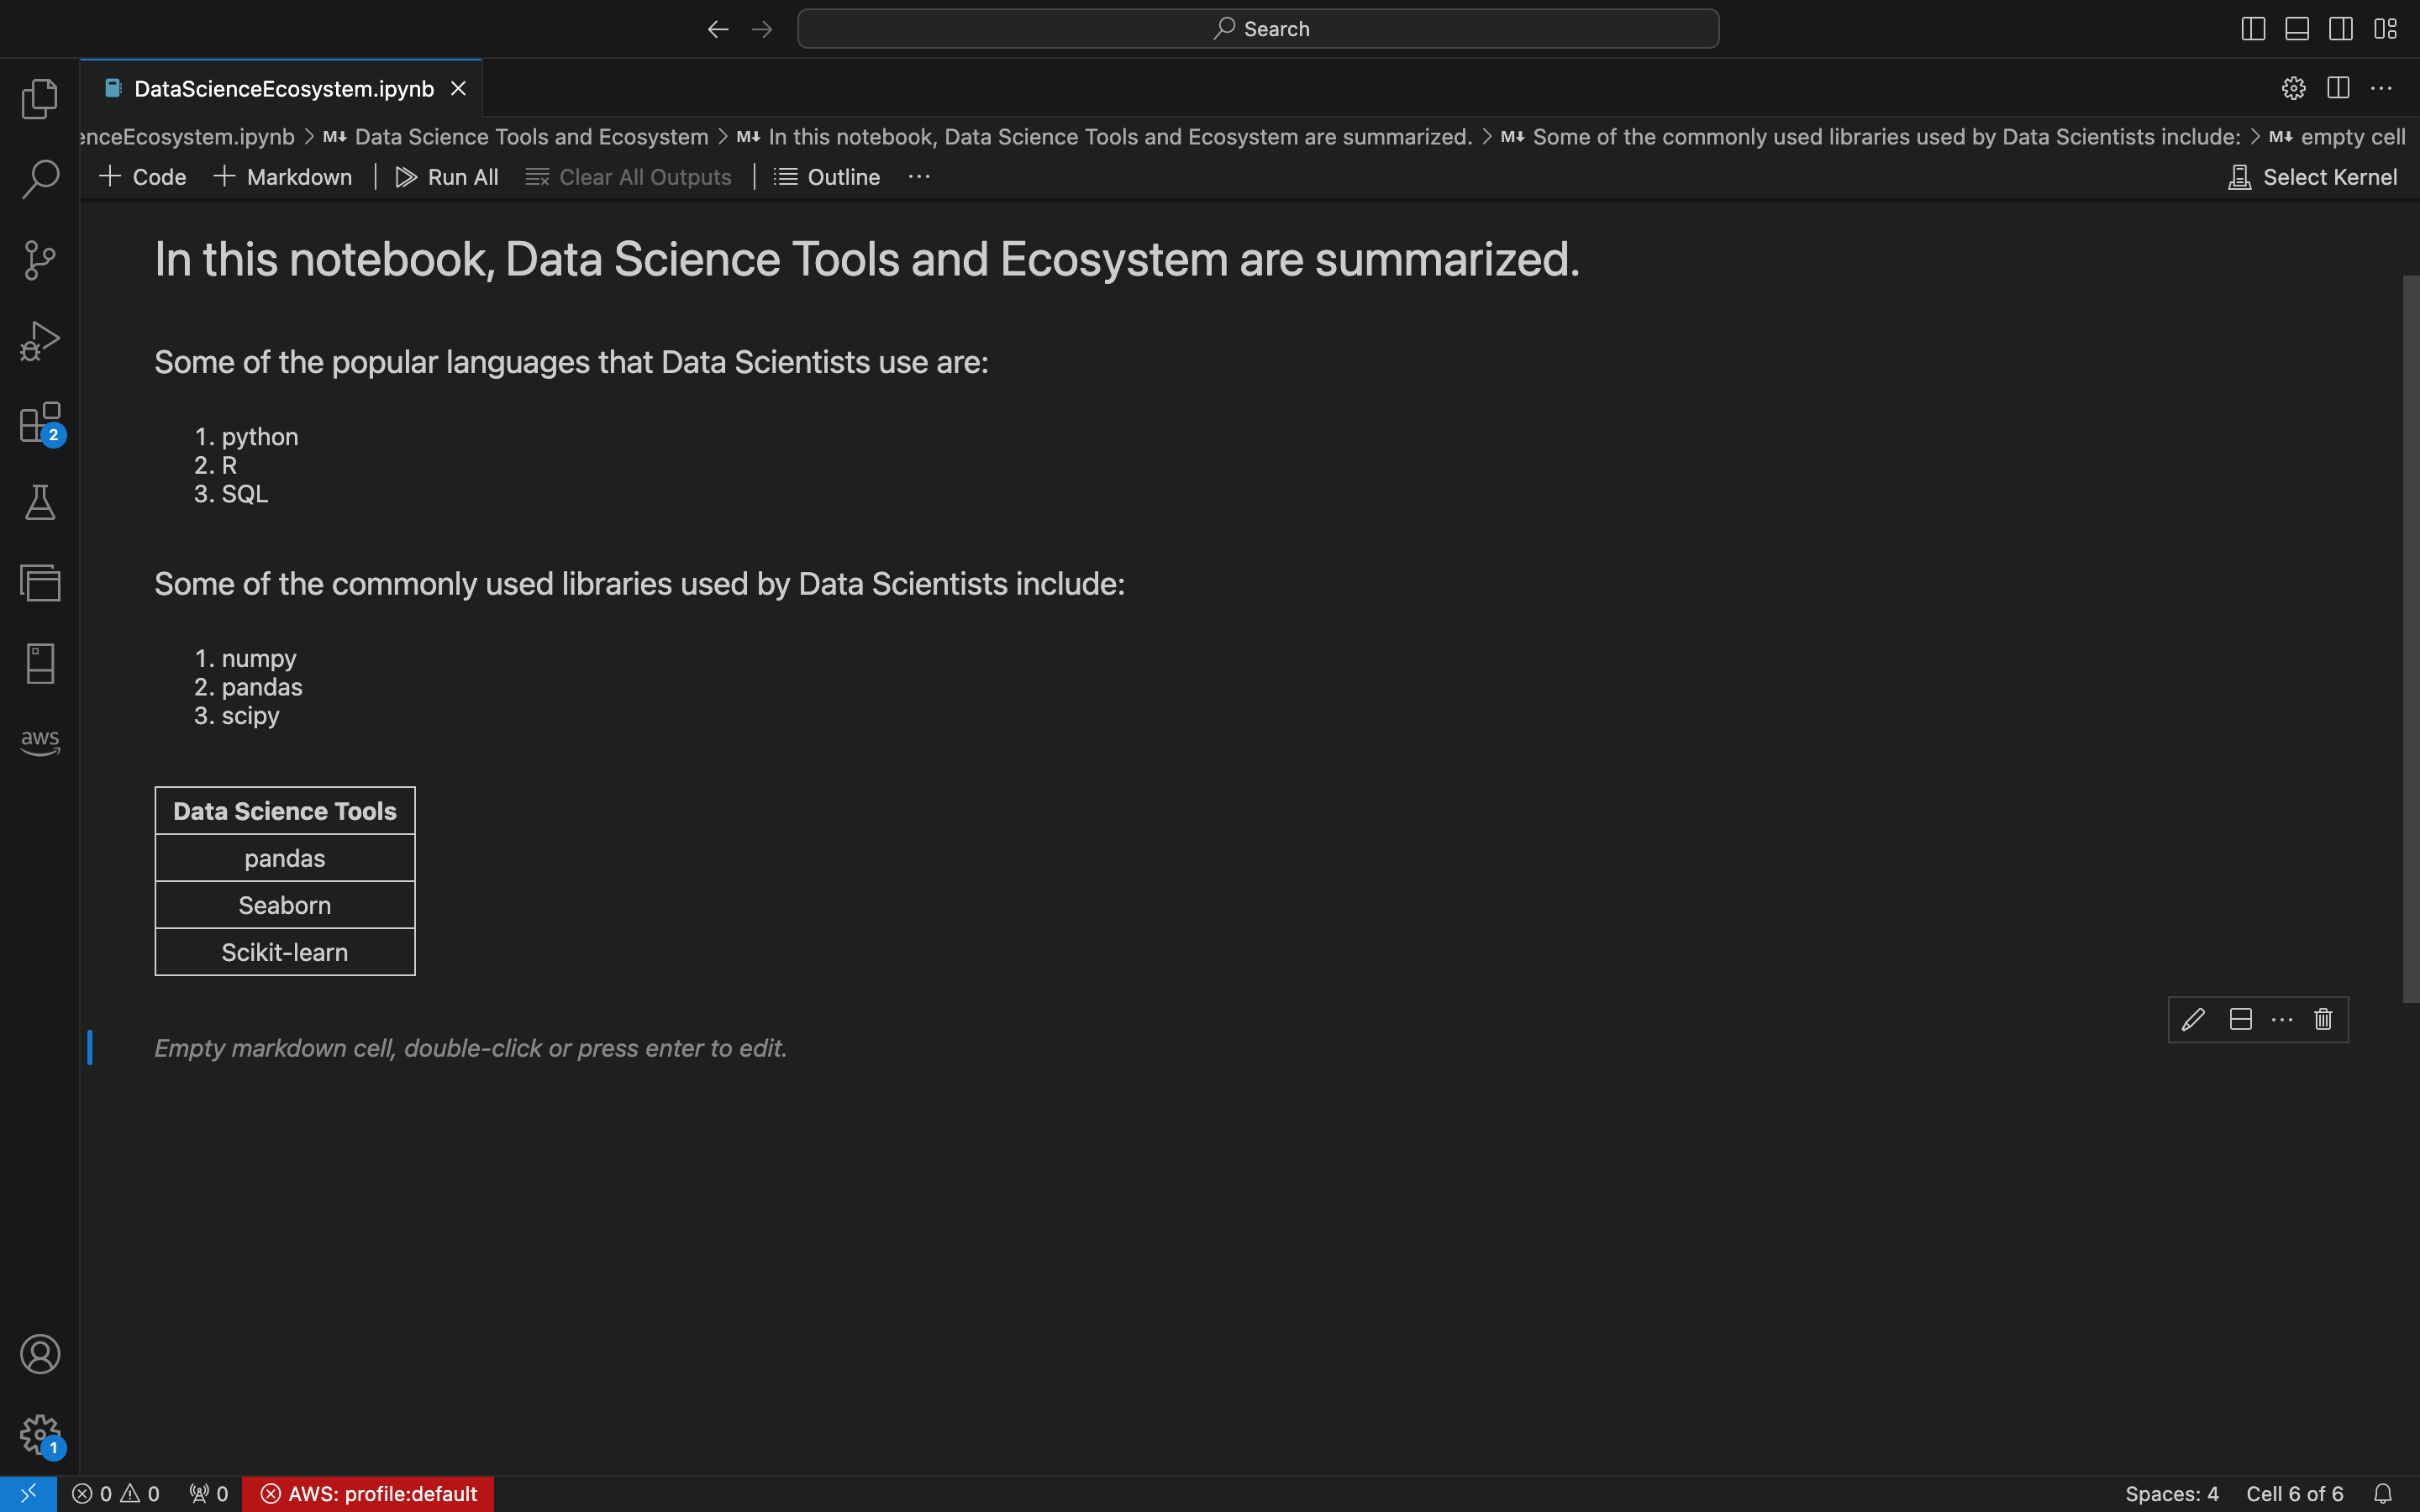 Search
DataScienceEcosystem.ipynb
enceEcosystem.ipynb > M↓ Data Science Tools and Ecosystem > M↓ In this notebook, Data Science Tools and Ecosystem are summarized. > M↓ Some of the commonly used libraries used by Data Scientists include: > M↓ empty cell
+ Code + Markdown | Run All Clear All Outputs | Outline ··· Select Kernel
In this notebook, Data Science Tools and Ecosystem are summarized.
Some of the popular languages that Data Scientists use are:
1. python
2. R
3. SQL
Some of the commonly used libraries used by Data Scientists include:
1. numpy
2. pandas
3. scipy
Data Science Tools
pandas
Seaborn
Scikit-learn
Empty markdown cell, double-click or press enter to edit.
2
aws
1
0 0 0 AWS: profile:default Spaces: 4 Cell 6 of 6